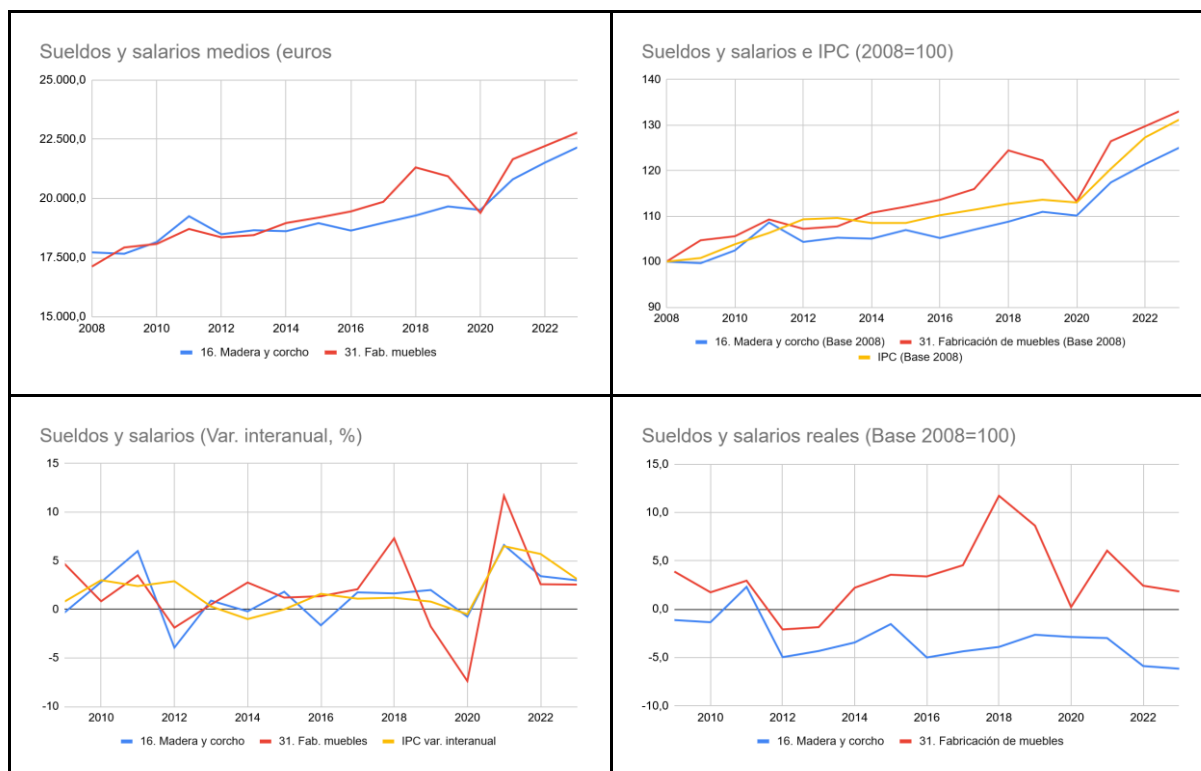 Sueldos y salarios medios (euros
25.000,0
22.500,0
20.000,0
17.500,0
15.000,0
2008 2010 2012 2014 2016 2018 2020 2022
16. Madera y corcho 31. Fab. muebles
Sueldos y salarios e IPC (2008=100)
140
130
120
110
100
90
2008 2010 2012 2014 2016 2018 2020 2022
16. Madera y corcho (Base 2008) 31. Fabricación de muebles (Base 2008)
IPC (Base 2008)
Sueldos y salarios (Var. interanual, %)
15
10
5
0
-5
-10
2010 2012 2014 2016 2018 2020 2022
16. Madera y corcho 31. Fab. muebles IPC var. interanual
Sueldos y salarios reales (Base 2008=100)
15,0
10,0
5,0
0,0
-5,0
-10,0
2010 2012 2014 2016 2018 2020 2022
16. Madera y corcho 31. Fabricación de muebles